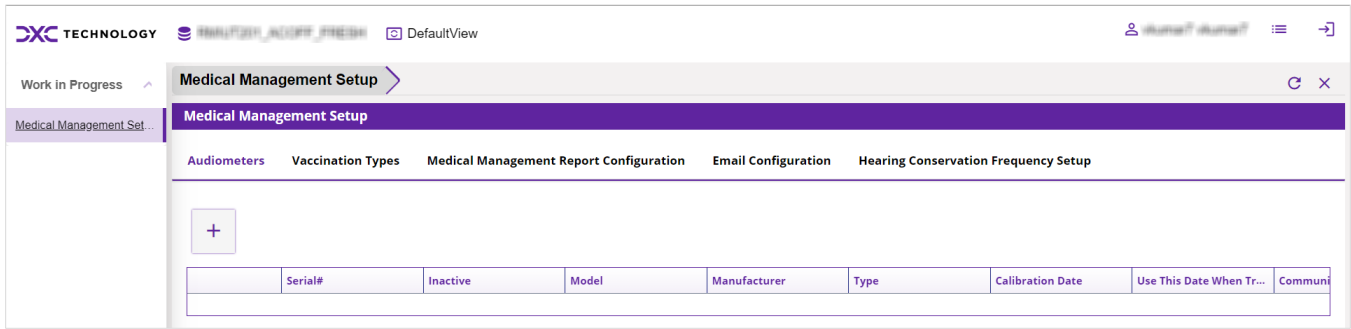 DXC TECHNOLOGY DefaultView
Work in Progress
Medical Management Setup
Medical Management Set...
Medical Management Setup
Audiometers Vaccination Types Medical Management Report Configuration Email Configuration Hearing Conservation Frequency Setup
+
Serial# Inactive Model Manufacturer Type Calibration Date Use This Date When Tr... Communi